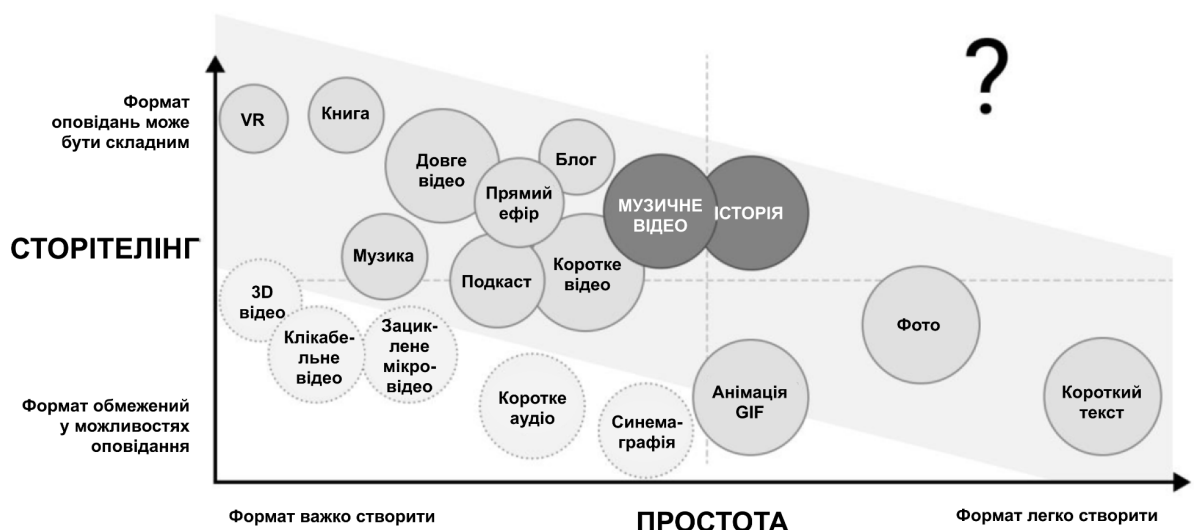 ?
Формат
оповідань може
бути складним
VR
Книга
Довге
відео
Прямий
ефір
Блог
МУЗИЧНЕ
ВІДЕО
ІСТОРІЯ
СТОРІТЕЛІНГ
Музика
Подкаст
Коротке
відео
3D
відео
Клікабе-
льне
відео
Зацик-
лене
мікро-
відео
Фото
Формат обмежений
у можливостях
оповідання
Коротке
аудіо
Синема-
графія
Анімація
GIF
Короткий
текст
Формат важко створити
ПРОСТОТА
Формат легко створити